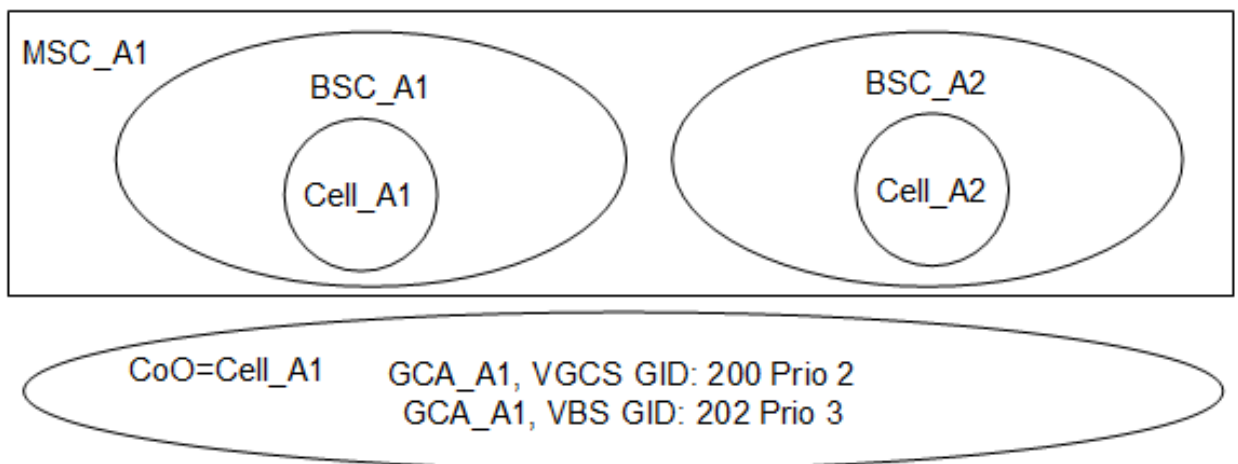 MSC_A1
BSC_A1
BSC_A2
Cell_A1
Cell_A2
CoO=Cell_A1
GCA_A1, VGCS GID: 200 Prio 2
GCA_A1, VBS GID: 202 Prio 3